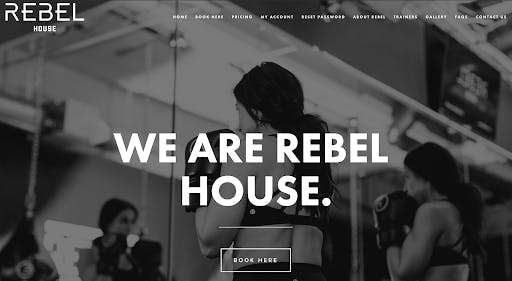 REBEL
HOUSE
HOME BOOK HERE PRICING MY ACCOUNT RESET PASSWORD ABOUT REBEL TRAINERS GALLERY FAQS CONTACT US
WE ARE REBEL
HOUSE.
BOOK HERE